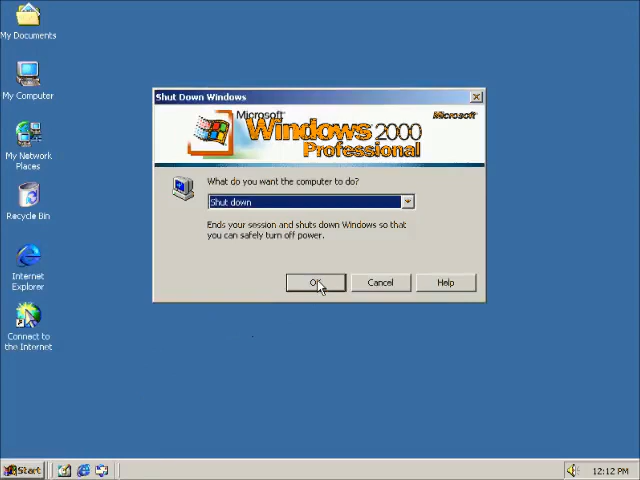 My Documents
My Computer
My Network
Places
Recycle Bin
Internet
Explorer
Connect to
the Internet
Shut Down Windows
Microsoft
Microsoft
Windows 2000
Professional
What do you want the computer to do?
Shut down
Ends your session and shuts down Windows so that
you can safely turn off power.
OK
Cancel
Help
Start
12:12 PM